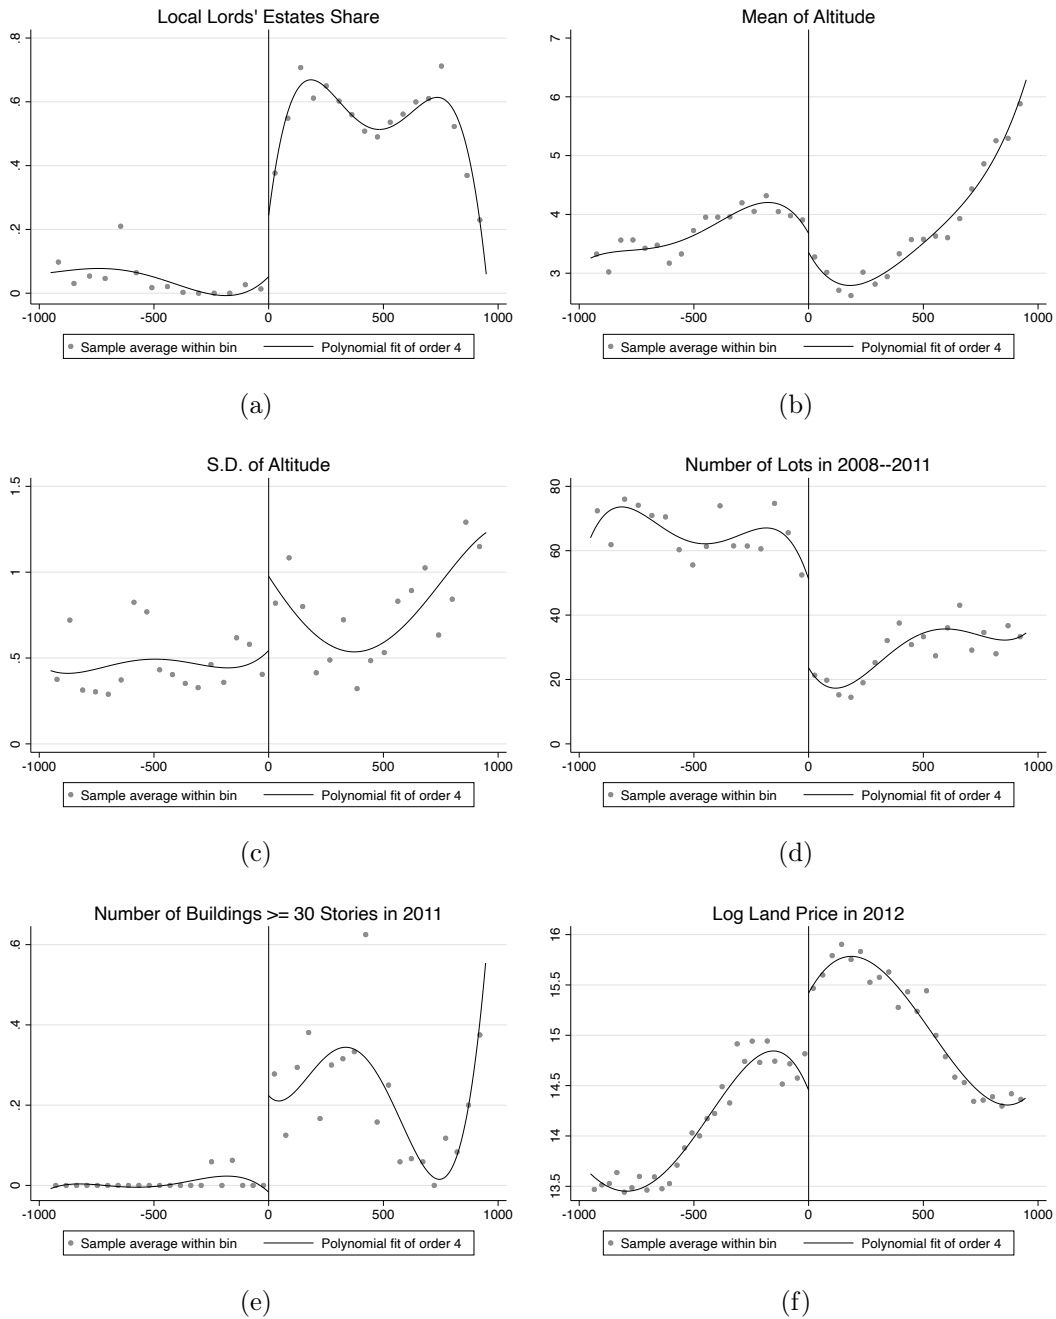 Local Lords' Estates Share
.8
.6
.4
.2
0
-1000 -500 0 500 1000
Sample average within bin Polynomial fit of order 4
(a)
Mean of Altitude
7
6
5
4
3
-1000 -500 0 500 1000
Sample average within bin Polynomial fit of order 4
(b)
S.D. of Altitude
1.5
1
.5
0
-1000 -500 0 500 1000
Sample average within bin Polynomial fit of order 4
(c)
Number of Lots in 2008--2011
80
60
40
20
0
-1000 -500 0 500 1000
Sample average within bin Polynomial fit of order 4
(d)
Number of Buildings >= 30 Stories in 2011
.6
.4
.2
0
-1000 -500 0 500 1000
Sample average within bin Polynomial fit of order 4
(e)
Log Land Price in 2012
16
15.5
15
14.5
14
13.5
-1000 -500 0 500 1000
Sample average within bin Polynomial fit of order 4
(f)